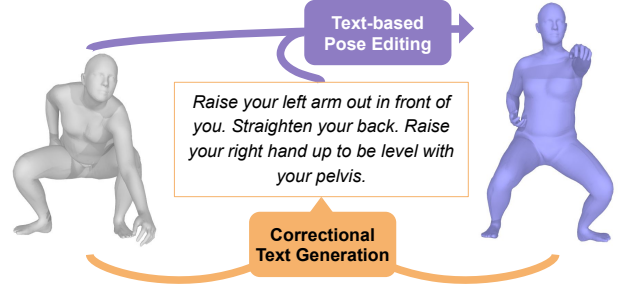 Text-based
Pose Editing
Raise your left arm out in front of
you. Straighten your back. Raise
your right hand up to be level with
your pelvis.
Correctional
Text Generation